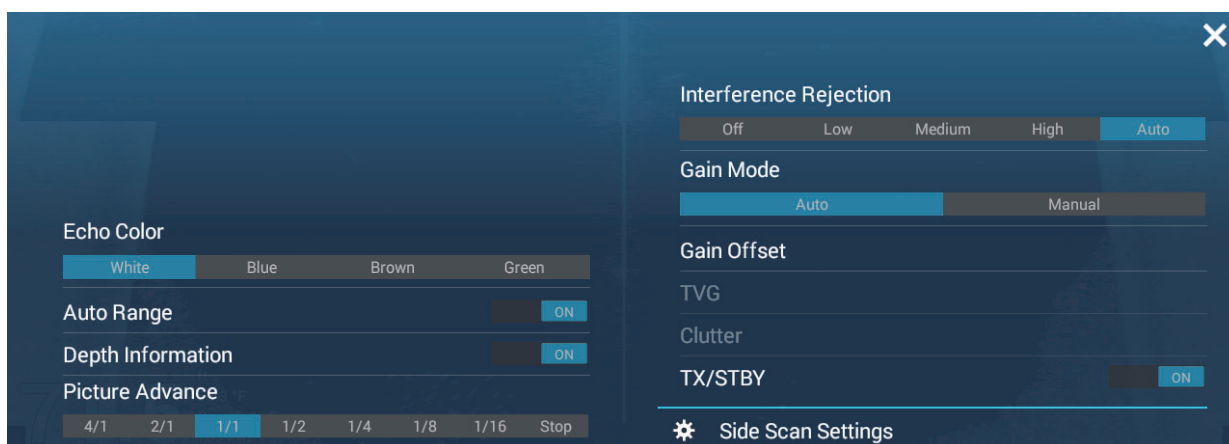 Echo Color
White Blue Brown Green
Auto Range ON
Depth Information ON
Picture Advance
4/1 2/1 1/1 1/2 1/4 1/8 1/16 Stop
Interference Rejection
Off Low Medium High Auto
Gain Mode
Auto Manual
Gain Offset
TVG
Clutter
TX/STBY ON
Side Scan Settings